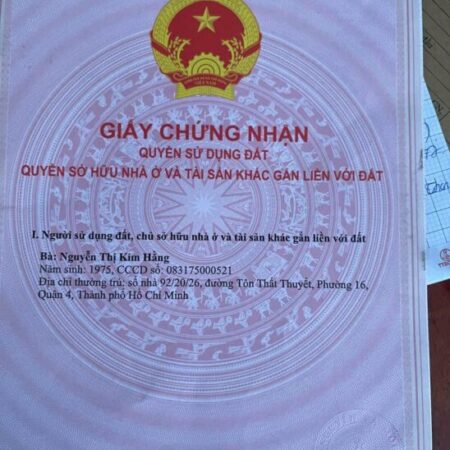 GIẤY CHỨNG NHẬN
QUYỀN SỬ DỤNG ĐẤT
QUYỀN SỞ HỮU NHÀ Ở VÀ TÀI SẢN KHÁC GẮN LIỀN VỚI ĐẤT
I. Người sử dụng đất, chủ sở hữu nhà ở và tài sản khác gắn liền với đất
Bà: Nguyễn Thị Kim Hằng
Năm sinh: 1975, CCCD số: 083175000521
Địa chỉ thường trú: số nhà 92/20/26, đường Tôn Thất Thuyết, Phường 16,
Quận 4, Thành phố Hồ Chí Minh